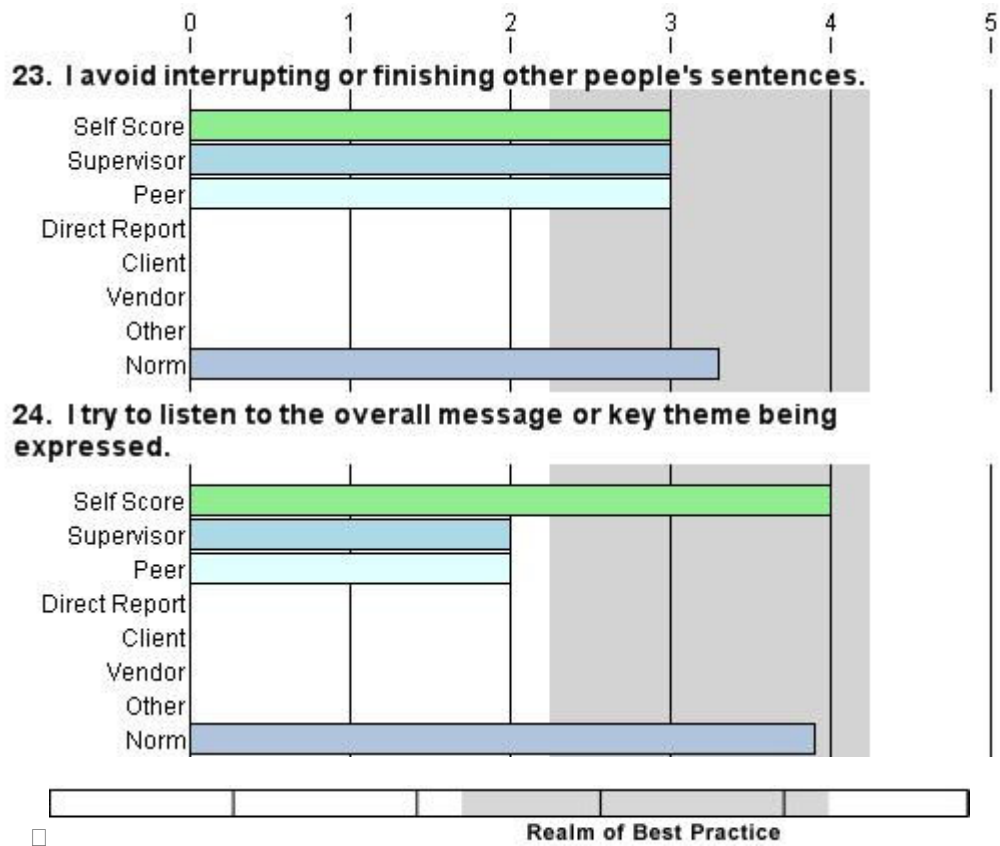 0 1 2 3 4 5
23. I avoid interrupting or finishing other people's sentences.
Self Score
Supervisor
Peer
Direct Report
Client
Vendor
Other
Norm
24. I try to listen to the overall message or key theme being
expressed.
Self Score
Supervisor
Peer
Direct Report
Client
Vendor
Other
Norm
Realm of Best Practice